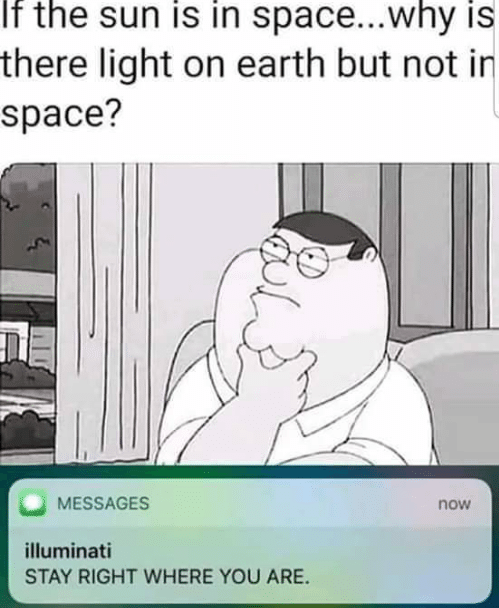 If the sun is in space...why is
there light on earth but not in
space?
MESSAGES
now
illuminati
STAY RIGHT WHERE YOU ARE.